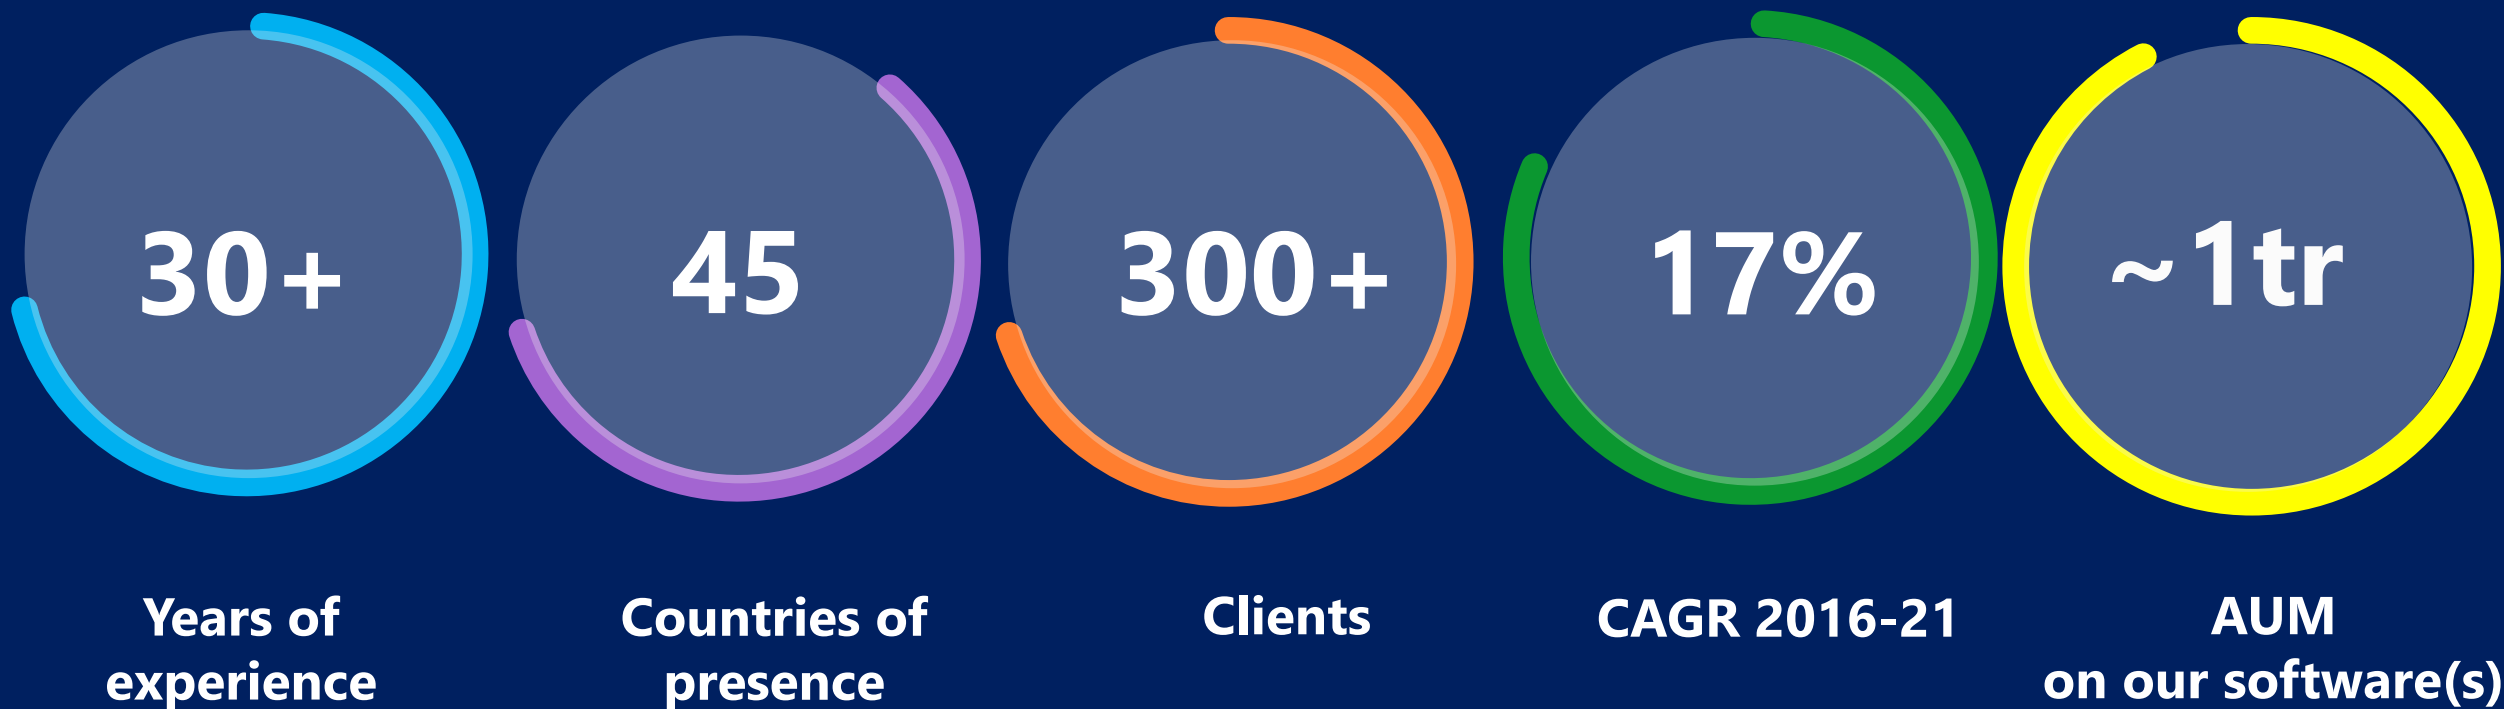 30+
45
300+
17%
~1tr
Years of
experience
Countries of
presence
Clients
CAGR 2016-21
AUM
on our software(s)